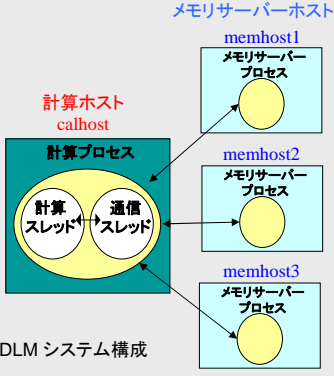 メモリサーバーホスト
memhost1
メモリサーバー
プロセス
計算ホスト
calhost
計算プロセス
計算
スレッド
通信
スレッド
memhost2
メモリサーバー
プロセス
memhost3
メモリサーバー
プロセス
DLM システム構成